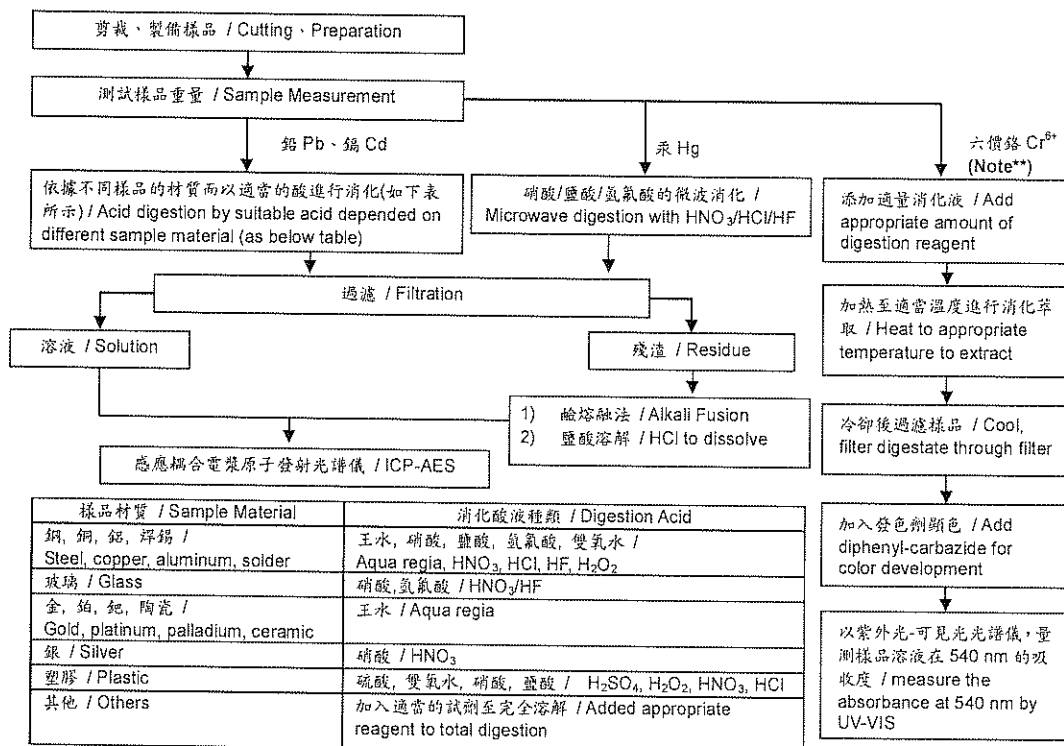 剪裁、製備樣品 / Cutting、Preparation
測試樣品重量 / Sample Measurement
鉛 Pb、鎘 Cd
汞 Hg
六價鉻 Cr⁶⁺
(Note**)
依據不同樣品的材質而以適當的酸進行消化(如下表
所示) / Acid digestion by suitable acid depended on
different sample material (as below table)
硝酸/鹽酸/氫氟酸的微波消化 /
Microwave digestion with HNO₃/HCl/HF
添加適量消化液 / Add
appropriate amount of
digestion reagent
過濾 / Filtration
加熱至適當溫度進行消化萃
取 / Heat to appropriate
temperature to extract
溶液 / Solution
殘渣 / Residue
1) 鹼熔融法 / Alkali Fusion
2) 鹽酸溶解 / HCl to dissolve
冷卻後過濾樣品 / Cool,
filter digestate through filter
感應耦合電漿原子發射光譜儀 / ICP-AES
加入發色劑顯色 / Add
diphenyl-carbazide for
color development
以紫外光-可見光光譜儀，量
測樣品溶液在 540 nm 的吸
收度 / measure the
absorbance at 540 nm by
UV-VIS
樣品材質 / Sample Material
消化酸液種類 / Digestion Acid
鋼, 銅, 鋁, 銲錫 /
Steel, copper, aluminum, solder
王水, 硝酸, 鹽酸, 氫氟酸, 雙氧水 /
Aqua regia, HNO₃, HCl, HF, H₂O₂
玻璃 / Glass
硝酸,氫氟酸 / HNO₃/HF
金, 鉑, 鈀, 陶瓷 /
Gold, platinum, palladium, ceramic
王水 / Aqua regia
銀 / Silver
硝酸 / HNO₃
塑膠 / Plastic
硫酸, 雙氧水, 硝酸, 鹽酸 / H₂SO₄, H₂O₂, HNO₃, HCl
其他 / Others
加入適當的試劑至完全溶解 / Added appropriate
reagent to total digestion